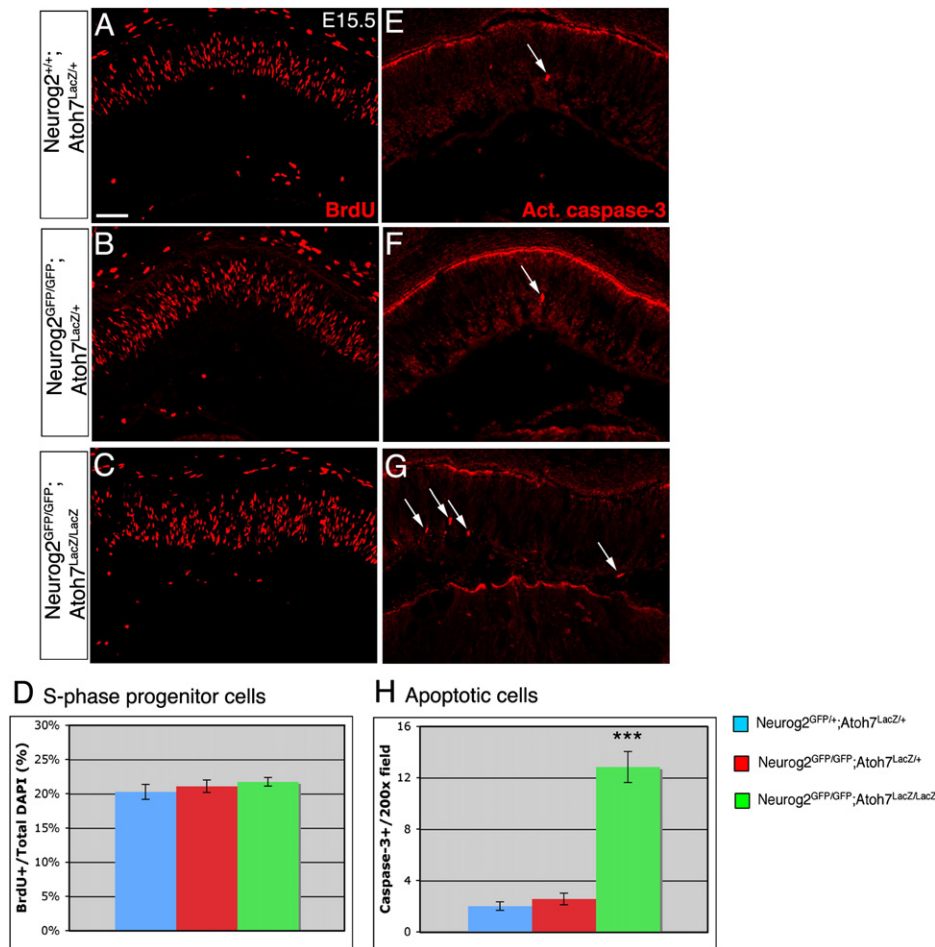 Neurog2+/+;
Atoh7LacZ/+
A
E15.5
BrdU
E
Act. caspase-3
Neurog2GFP/GFP;
Atoh7LacZ/+
B
F
Neurog2GFP/GFP;
Atoh7LacZ/LacZ
C
G
D S-phase progenitor cells
BrdU+/Total DAPI (%)
30%
25%
20%
15%
10%
5%
0%
H Apoptotic cells
Caspase-3+/200x field
16
12
8
4
2
0
***
Neurog2GFP/+;Atoh7LacZ/+
Neurog2GFP/GFP;Atoh7LacZ/+
Neurog2GFP/GFP;Atoh7LacZ/LacZ